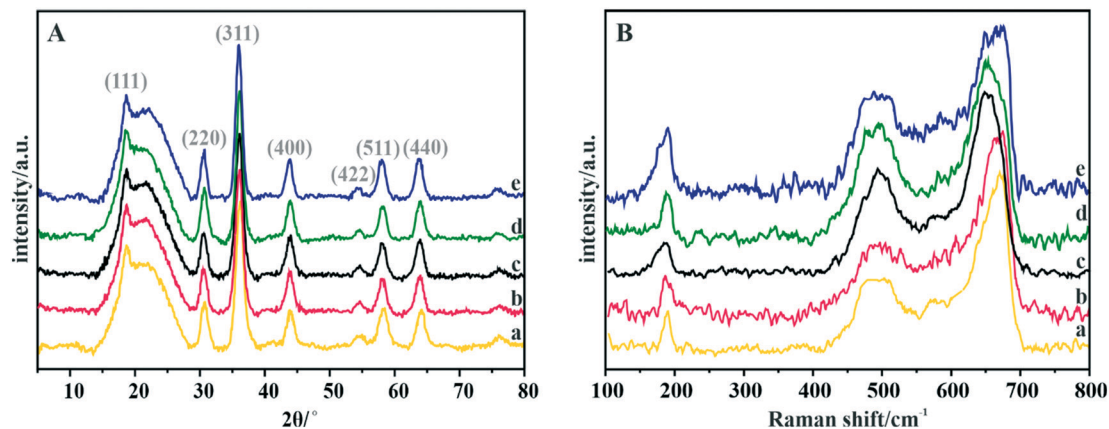 A
(111)
(220)
(311)
(400)
(422)
(511)
(440)
e
d
c
b
a
intensity/a.u.
10 20 30 40 50 60 70 80
2θ/°
B
e
d
c
b
a
intensity/a.u.
100 200 300 400 500 600 700 800
Raman shift/cm⁻¹